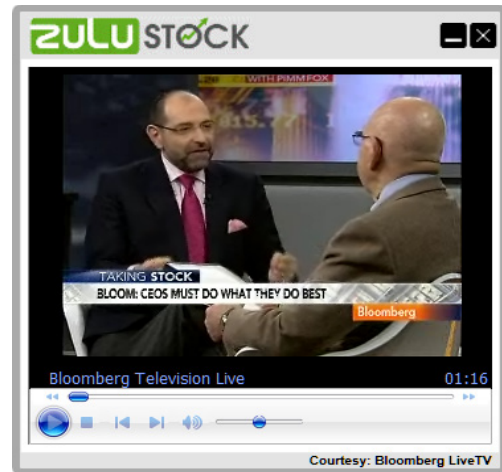 ZULU STOCK
WITH PIMM FOX
TAKING STOCK
BLOOM: CEOS MUST DO WHAT THEY DO BEST
Bloomberg
Bloomberg Television Live 01:16
Courtesy: Bloomberg LiveTV